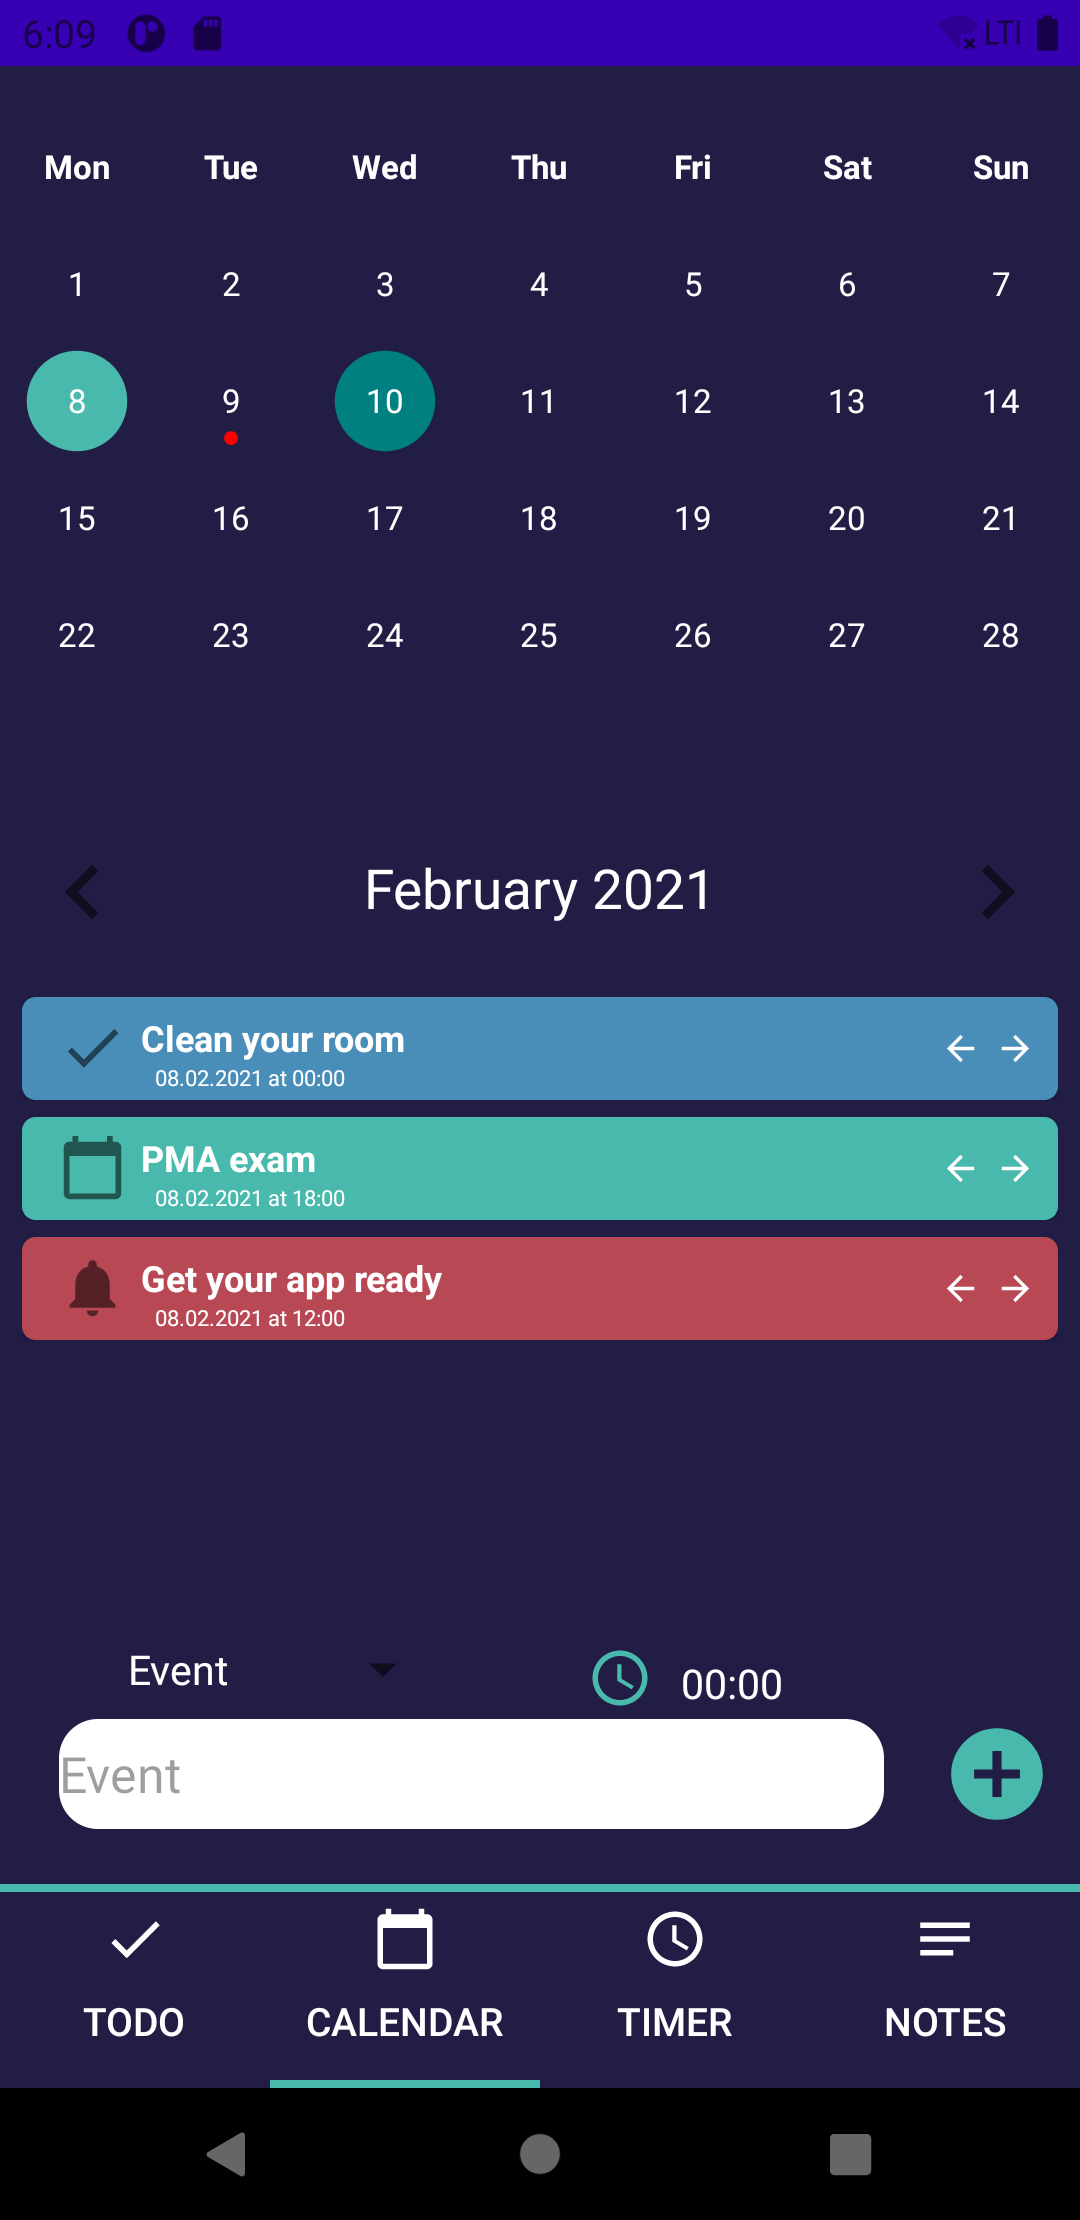 6:09 LTI
Mon Tue Wed Thu Fri Sat Sun
1 2 3 4 5 6 7
8 9 10 11 12 13 14
15 16 17 18 19 20 21
22 23 24 25 26 27 28
February 2021
Clean your room
08.02.2021 at 00:00
PMA exam
08.02.2021 at 18:00
Get your app ready
08.02.2021 at 12:00
Event 00:00
Event
TODO CALENDAR TIMER NOTES